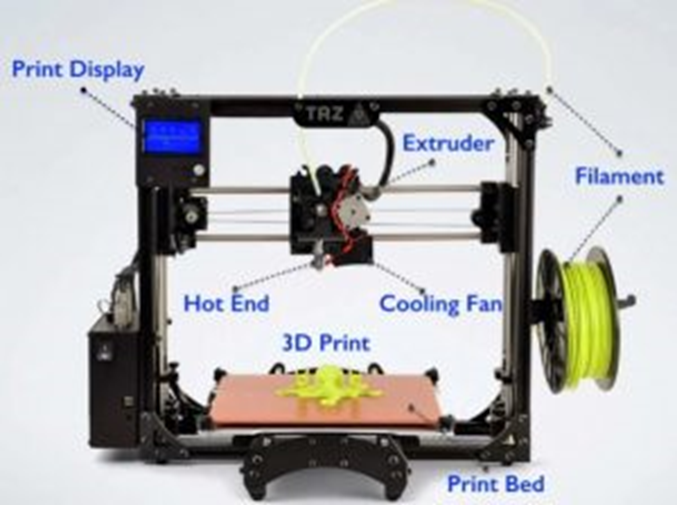 Print Display
TAZ
Extruder
Filament
Hot End
Cooling Fan
3D Print
Print Bed